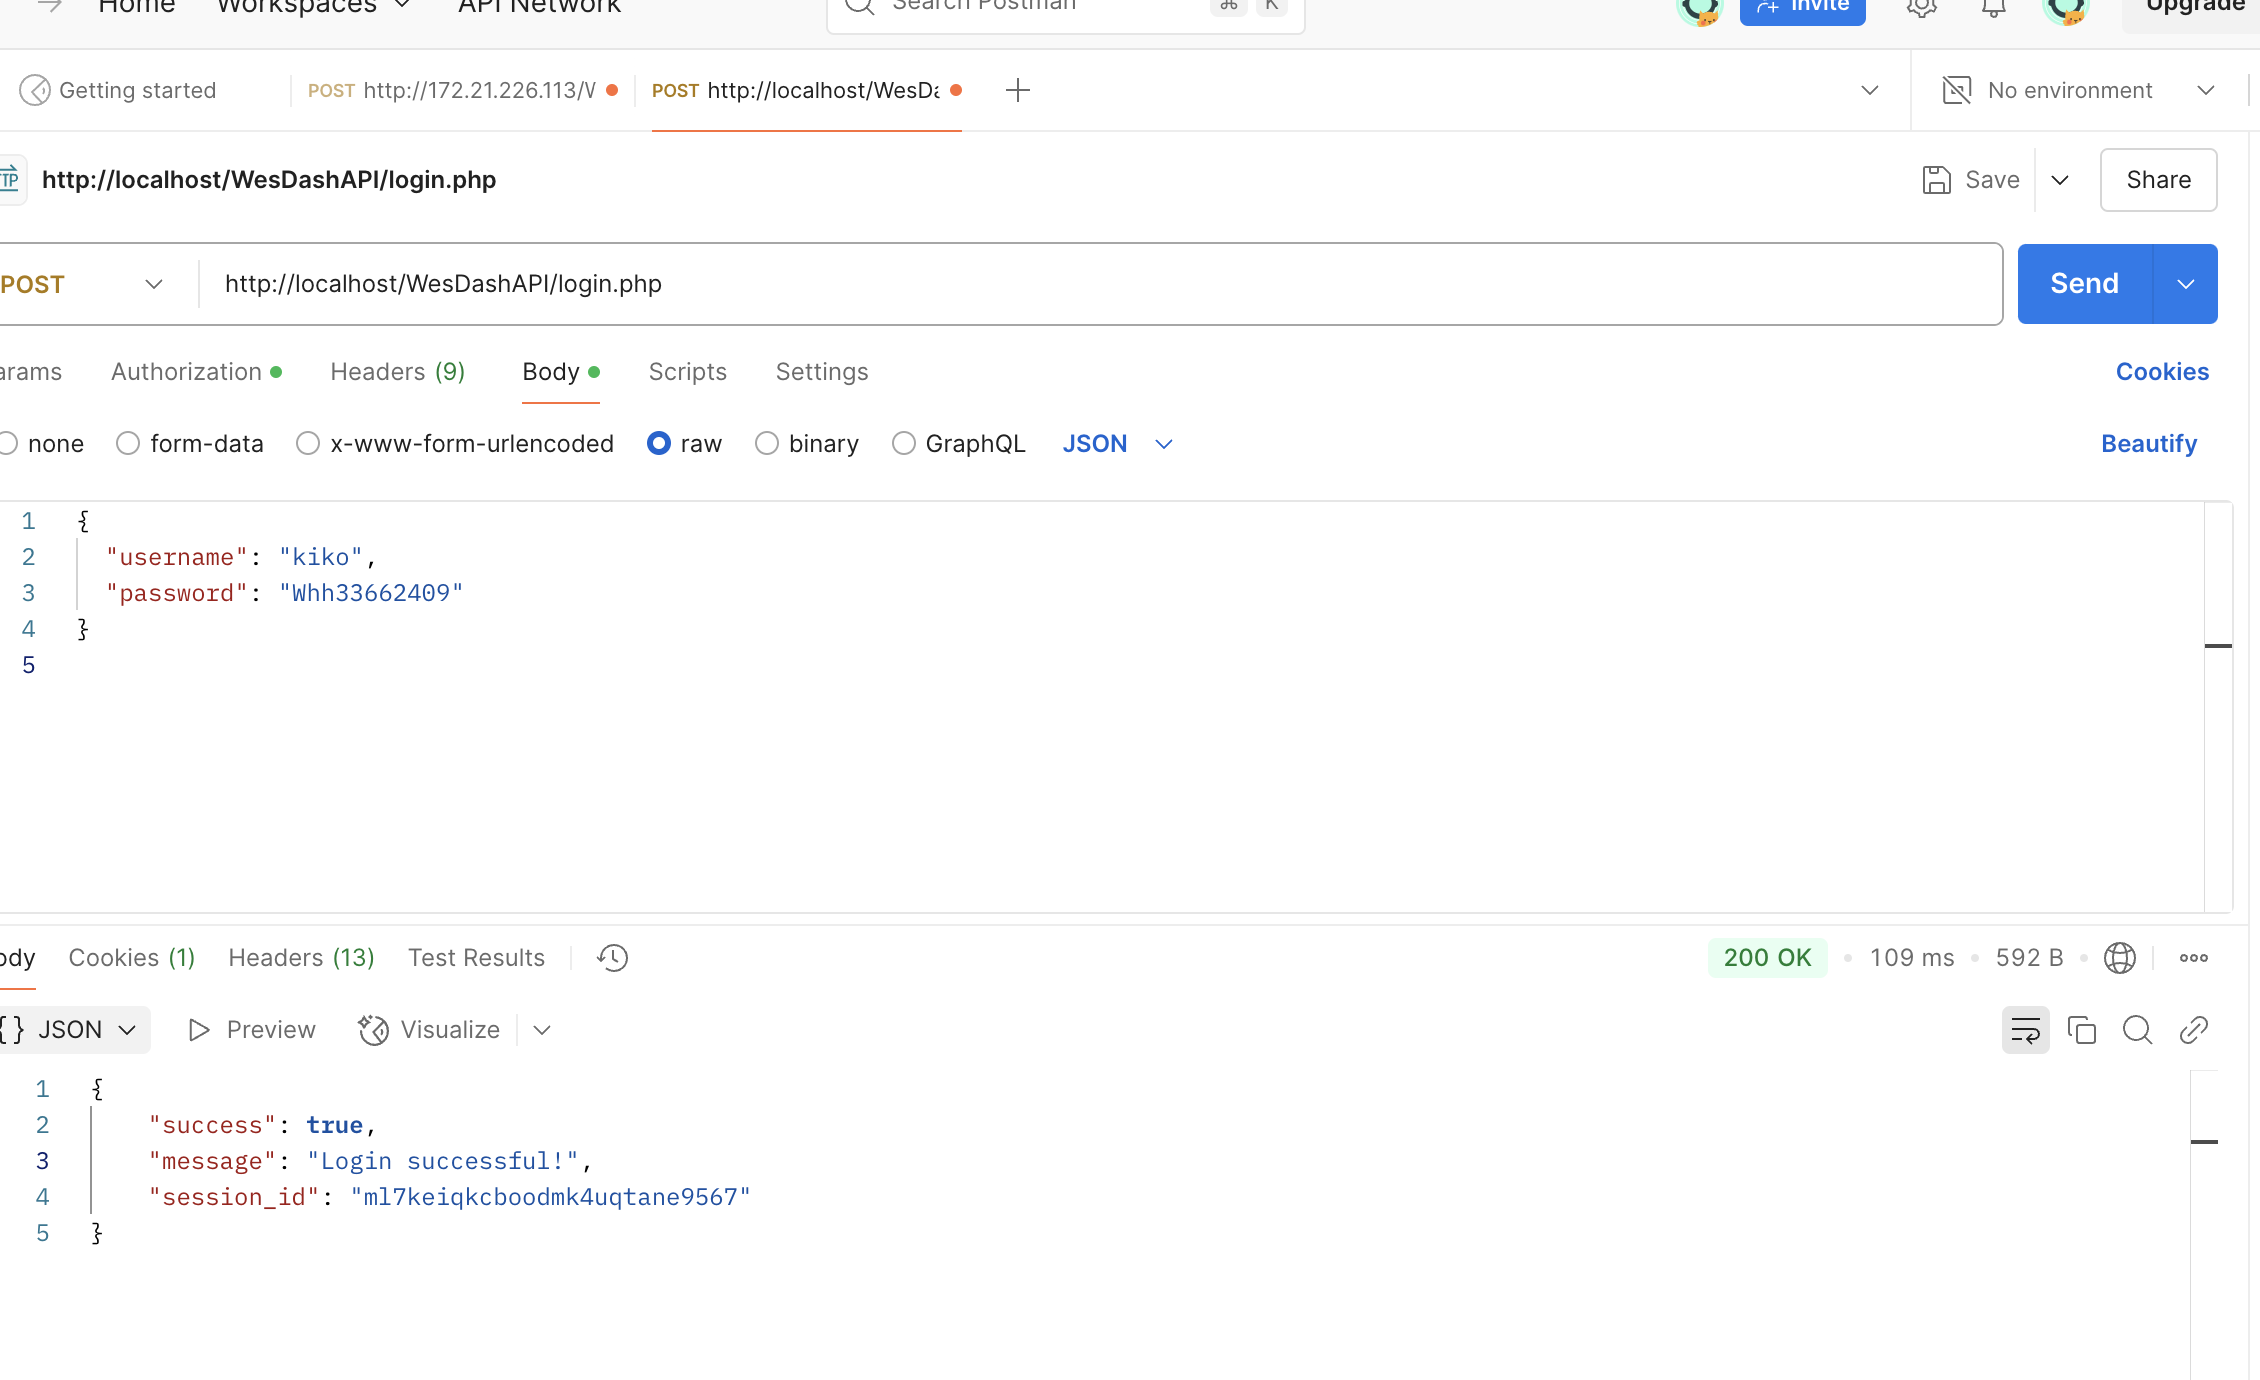 Home Workspaces API Network Search Postman ⌘ K Invite Upgrade
Getting started POST http://172.21.226.113/V POST http://localhost/WesDa No environment
http://localhost/WesDashAPI/login.php Save Share
POST http://localhost/WesDashAPI/login.php Send
arams Authorization Headers (9) Body Scripts Settings Cookies
none form-data x-www-form-urlencoded raw binary GraphQL JSON Beautify
1 {
2 "username": "kiko",
3 "password": "Whh33662409"
4 }
5
ody Cookies (1) Headers (13) Test Results 200 OK • 109 ms • 592 B •
{} JSON Preview Visualize
1 {
2 "success": true,
3 "message": "Login successful!",
4 "session_id": "ml7keiqkcboodmk4uqtane9567"
5 }